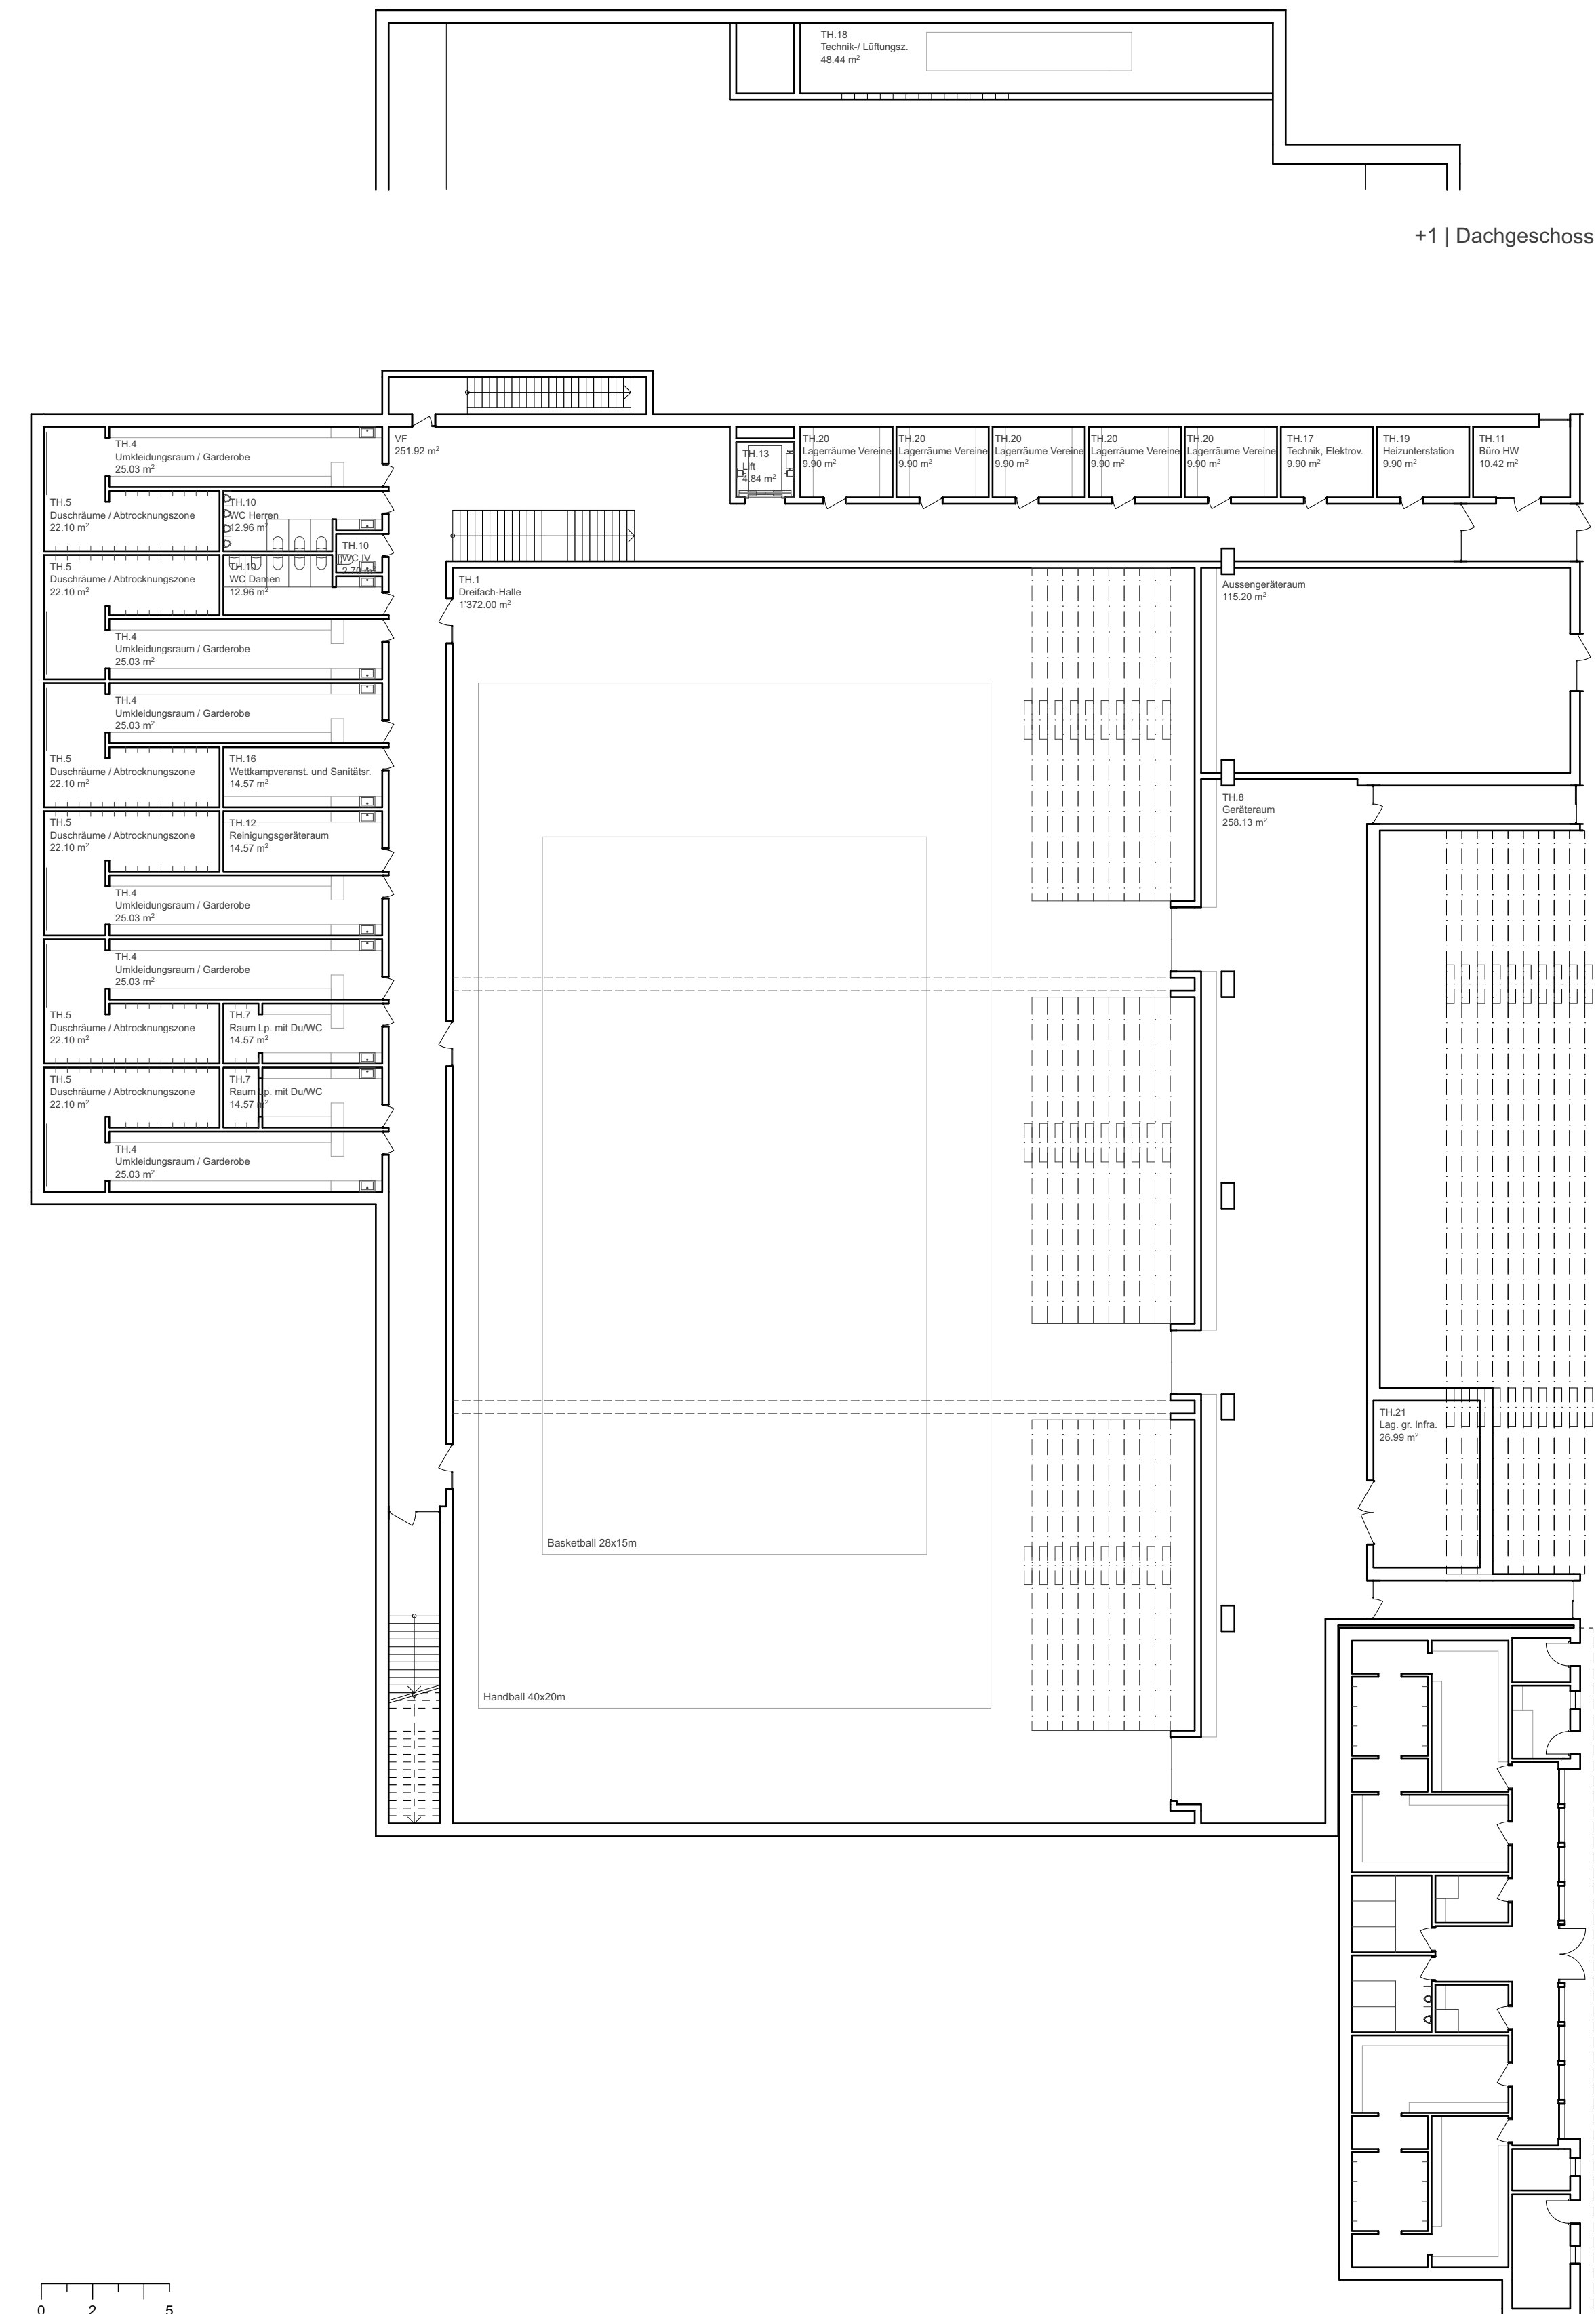 TH.18
Technik-/ Lüftungsz.
48.44 m²
+1 | Dachgeschoss
TH.4
Umkleidungsraum / Garderobe
25.03 m²
VF
251.92 m²
TH.13
Lift
4.84 m²
TH.20
Lagerräume Vereine
9.90 m²
TH.20
Lagerräume Vereine
9.90 m²
TH.20
Lagerräume Vereine
9.90 m²
TH.20
Lagerräume Vereine
9.90 m²
TH.20
Lagerräume Vereine
9.90 m²
TH.17
Technik, Elektrov.
9.90 m²
TH.19
Heizunterstation
9.90 m²
TH.11
Büro HW
10.42 m²
TH.5
Duschräume / Abtrocknungszone
22.10 m²
TH.10
WC Herren
12.96 m²
TH.10
WC IV
2.70 m²
TH.5
Duschräume / Abtrocknungszone
22.10 m²
TH.10
WC Damen
12.96 m²
TH.1
Dreifach-Halle
1'372.00 m²
Aussengeräteraum
115.20 m²
TH.4
Umkleidungsraum / Garderobe
25.03 m²
TH.4
Umkleidungsraum / Garderobe
25.03 m²
TH.5
Duschräume / Abtrocknungszone
22.10 m²
TH.16
Wettkampveranst. und Sanitätsr.
14.57 m²
TH.8
Geräteraum
258.13 m²
TH.5
Duschräume / Abtrocknungszone
22.10 m²
TH.12
Reinigungsgeräteraum
14.57 m²
TH.4
Umkleidungsraum / Garderobe
25.03 m²
TH.4
Umkleidungsraum / Garderobe
25.03 m²
TH.5
Duschräume / Abtrocknungszone
22.10 m²
TH.7
Raum Lp. mit Du/WC
14.57 m²
TH.5
Duschräume / Abtrocknungszone
22.10 m²
TH.7
Raum Lp. mit Du/WC
14.57 m²
TH.4
Umkleidungsraum / Garderobe
25.03 m²
TH.21
Lag. gr. Infra.
26.99 m²
Basketball 28x15m
Handball 40x20m
0 2 5